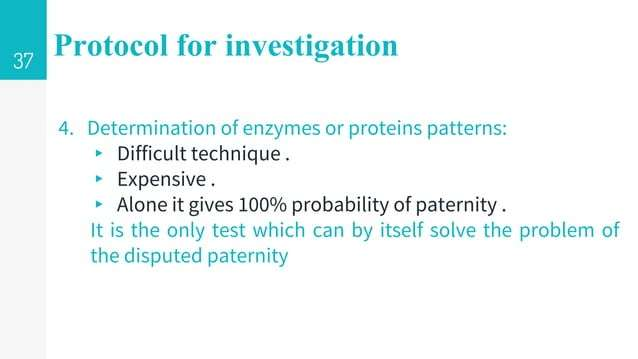 37
Protocol for investigation
4. Determination of enzymes or proteins patterns:
▸ Difficult technique .
▸ Expensive .
▸ Alone it gives 100% probability of paternity .
It is the only test which can by itself solve the problem of
the disputed paternity